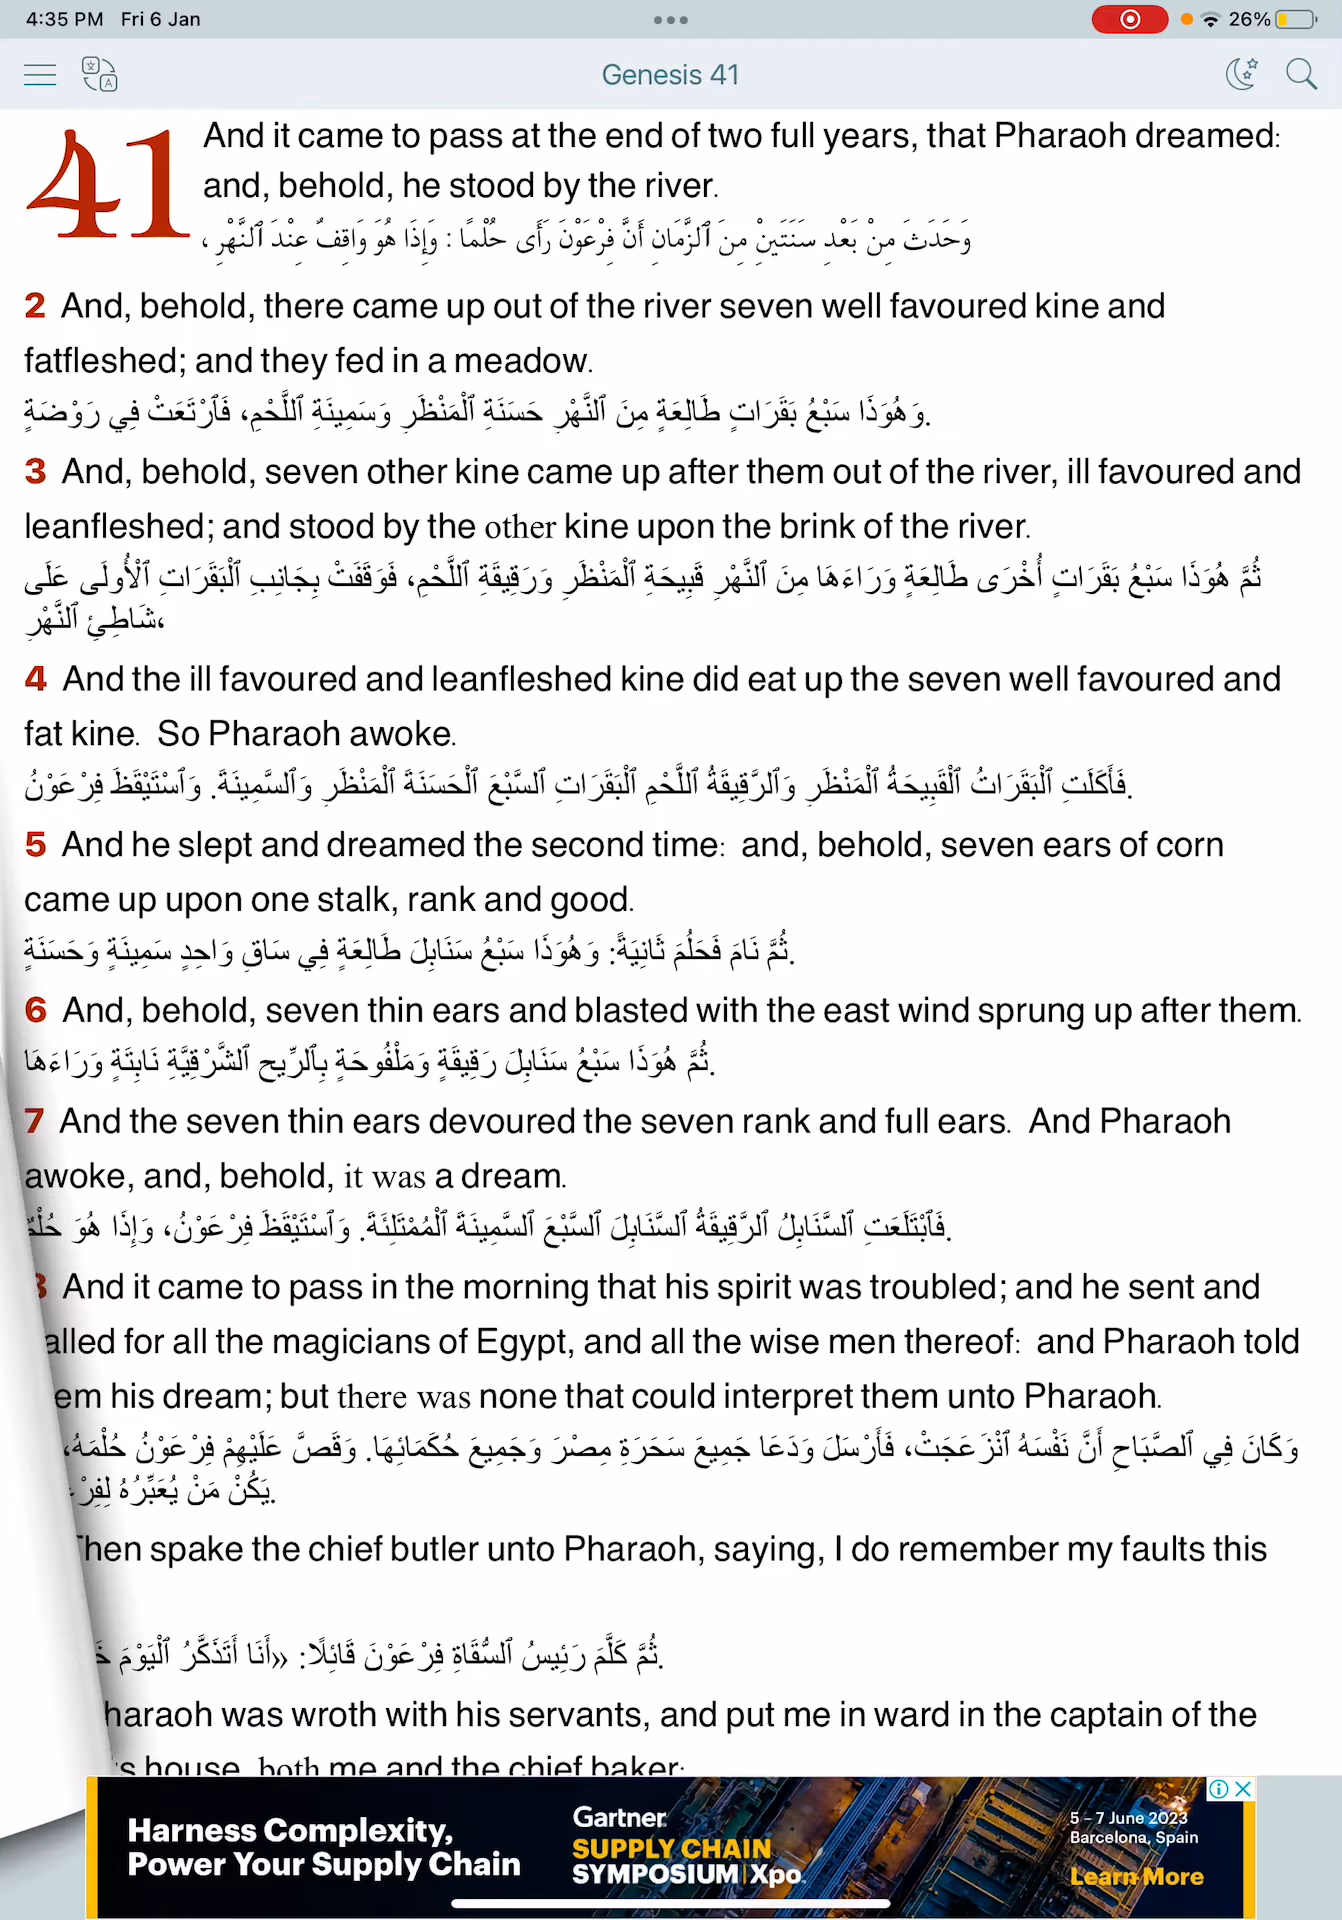 4:35 PM Fri 6 Jan
26%
Genesis 41
41 And it came to pass at the end of two full years, that Pharaoh dreamed:
and, behold, he stood by the river.
وَحَدَثَ مِنْ بَعْدِ سَنَتَيْنِ مِنَ ٱلزَّمَانِ أَنَّ فِرْعَوْنَ رَأَى حُلْمًا : وَإِذَا هُوَ وَاقِفٌ عِنْدَ ٱلنَّهْرِ ،
2 And, behold, there came up out of the river seven well favoured kine and
fatfleshed; and they fed in a meadow.
وَهُوَذَا سَبْعُ بَقَرَاتٍ طَالِعَةٍ مِنَ ٱلنَّهْرِ حَسَنَةِ ٱلْمَنْظَرِ وَسَمِينَةِ ٱللَّحْمِ، فَٱرْتَعَتْ فِي رَوْضَةٍ.
3 And, behold, seven other kine came up after them out of the river, ill favoured and
leanfleshed; and stood by the other kine upon the brink of the river.
ثُمَّ هُوَذَا سَبْعُ بَقَرَاتٍ أُخْرَى طَالِعَةٍ وَرَاءَهَا مِنَ ٱلنَّهْرِ قَبِيحَةِ ٱلْمَنْظَرِ وَرَقِيقَةِ ٱللَّحْمِ، فَوَقَفَتْ بِجَانِبِ ٱلْبَقَرَاتِ ٱلْأُولَى عَلَى
شَاطِئِ ٱلنَّهْرِ،
4 And the ill favoured and leanfleshed kine did eat up the seven well favoured and
fat kine. So Pharaoh awoke.
فَأَكَلَتِ ٱلْبَقَرَاتُ ٱلْقَبِيحَةُ ٱلْمَنْظَرِ وَٱلرَّقِيقَةُ ٱللَّحْمِ ٱلْبَقَرَاتِ ٱلسَّبْعَ ٱلْحَسَنَةَ ٱلْمَنْظَرِ وَٱلسَّمِينَةَ. وَٱسْتَيْقَظَ فِرْعَوْنُ.
5 And he slept and dreamed the second time: and, behold, seven ears of corn
came up upon one stalk, rank and good.
ثُمَّ نَامَ فَحَلُمَ ثَانِيَةً: وَهُوَذَا سَبْعُ سَنَابِلَ طَالِعَةٍ فِي سَاقٍ وَاحِدٍ سَمِينَةٍ وَحَسَنَةٍ.
6 And, behold, seven thin ears and blasted with the east wind sprung up after them.
ثُمَّ هُوَذَا سَبْعُ سَنَابِلَ رَقِيقَةٍ وَمَلْفُوحَةٍ بِٱلرِّيحِ ٱلشَّرْقِيَّةِ نَابِتَةٍ وَرَاءَهَا.
7 And the seven thin ears devoured the seven rank and full ears. And Pharaoh
awoke, and, behold, it was a dream.
فَٱبْتَلَعَتِ ٱلسَّنَابِلُ ٱلرَّقِيقَةُ ٱلسَّنَابِلَ ٱلسَّبْعَ ٱلسَّمِينَةَ ٱلْمُمْتَلِئَةَ. وَٱسْتَيْقَظَ فِرْعَوْنُ، وَإِذَا هُوَ حُلْمٌ.
And it came to pass in the morning that his spirit was troubled; and he sent and
alled for all the magicians of Egypt, and all the wise men thereof: and Pharaoh told
em his dream; but there was none that could interpret them unto Pharaoh.
وَكَانَ فِي ٱلصَّبَاحِ أَنَّ نَفْسَهُ ٱنْزَعَجَتْ، فَأَرْسَلَ وَدَعَا جَمِيعَ سَحَرَةِ مِصْرَ وَجَمِيعَ حُكَمَائِهَا. وَقَصَّ عَلَيْهِمْ فِرْعَوْنُ حُلْمَهُ،
يَكُنْ مَنْ يُعَبِّرُهُ لِفِرْ.
hen spake the chief butler unto Pharaoh, saying, I do remember my faults this
ثُمَّ كَلَّمَ رَئِيسُ ٱلسُّقَاةِ فِرْعَوْنَ قَائِلًا: «أَنَا أَتَذَكَّرُ ٱلْيَوْمَ خَ.
haraoh was wroth with his servants, and put me in ward in the captain of the
s house, both me and the chief baker:
Harness Complexity,
Power Your Supply Chain
Gartner
SUPPLY CHAIN
SYMPOSIUM | Xpo
5 – 7 June 2023
Barcelona, Spain
Learn More